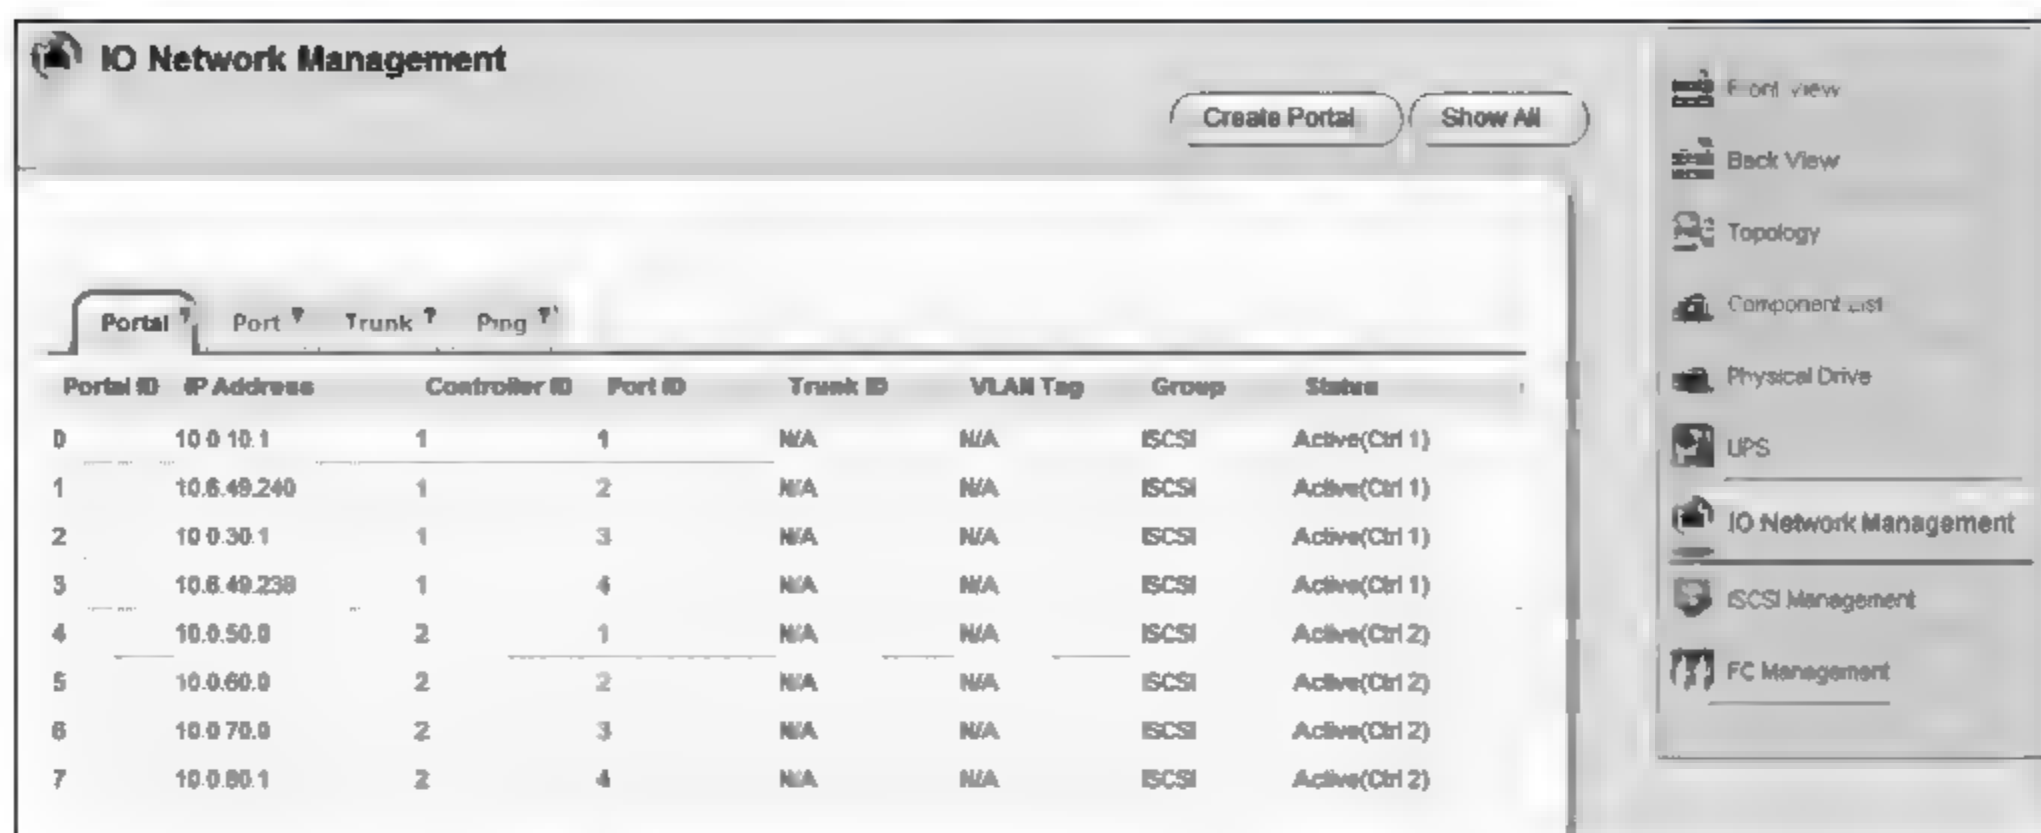 IO Network Management
Create Portal Show All
Portal ? Port ? Trunk ? Ping ?
Portal ID IP Address Controller ID Port ID Trunk ID VLAN Tag Group Status
0 10.0.10.1 1 1 N/A N/A ISCSI Active(Ctrl 1)
1 10.6.49.240 1 2 N/A N/A ISCSI Active(Ctrl 1)
2 10.0.30.1 1 3 N/A N/A ISCSI Active(Ctrl 1)
3 10.6.49.238 1 4 N/A N/A ISCSI Active(Ctrl 1)
4 10.0.50.0 2 1 N/A N/A ISCSI Active(Ctrl 2)
5 10.0.60.0 2 2 N/A N/A ISCSI Active(Ctrl 2)
6 10.0.70.0 2 3 N/A N/A ISCSI Active(Ctrl 2)
7 10.0.80.1 2 4 N/A N/A ISCSI Active(Ctrl 2)
Front View
Back View
Topology
Component List
Physical Drive
UPS
IO Network Management
ISCSI Management
FC Management